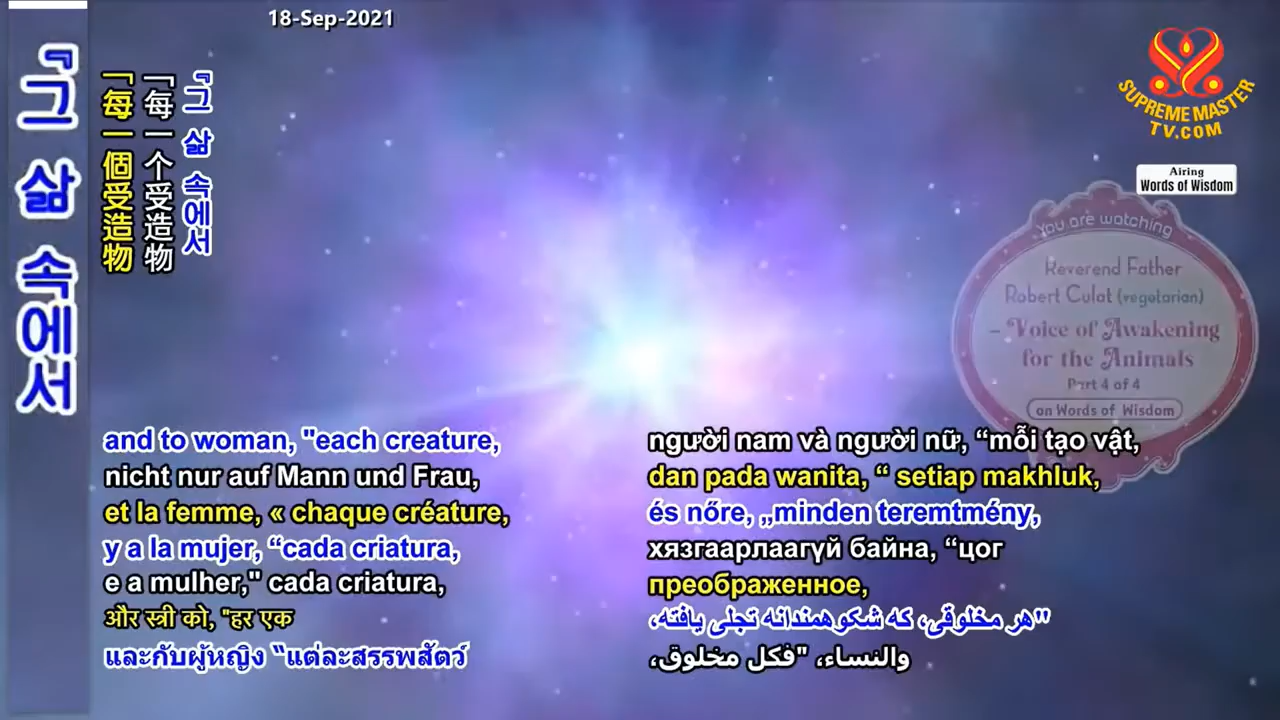 18-Sep-2021
『그 삶 속에서
「每一個受造物
「每一个受造物
『그 삶 속에서
SUPREME MASTER
TV.COM
Airing
Words of Wisdom
You are watching
Reverend Father
Robert Culat (vegetarian)
– Voice of Awakening
for the Animals
Part 4 of 4
on Words of Wisdom
and to woman, "each creature,
nicht nur auf Mann und Frau,
et la femme, « chaque créature,
y a la mujer, “cada criatura,
e a mulher," cada criatura,
और स्त्री को, "हर एक
และกับผู้หญิง “แต่ละสรรพสัตว์
người nam và người nữ, “mỗi tạo vật,
dan pada wanita, “ setiap makhluk,
és nőre, „minden teremtmény,
хязгаарлаагүй байна, “цог
преображенное,
"هر مخلوقی، که شکوهمندانه تجلی یافته،
والنساء، "فكل مخلوق،